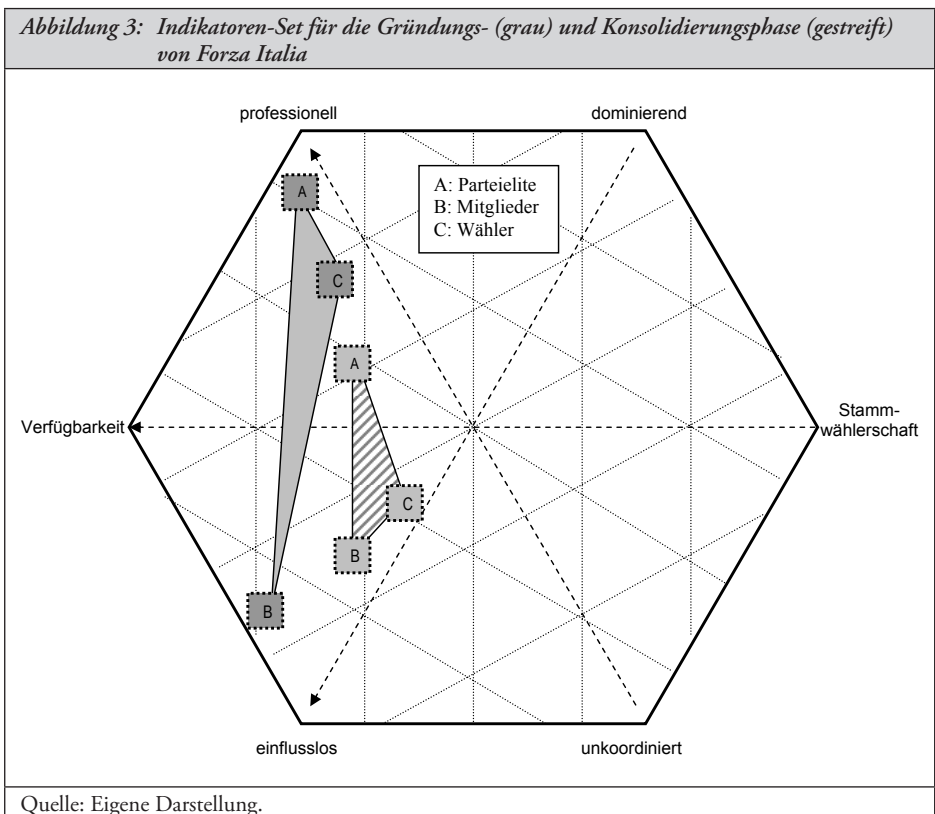 Abbildung 3: Indikatoren-Set für die Gründungs- (grau) und Konsolidierungsphase (gestreift)
von Forza Italia
professionell
dominierend
A: Parteielite
B: Mitglieder
C: Wähler
A
C
A
Verfügbarkeit
Stamm-
wählerschaft
C
B
B
einflusslos
unkoordiniert
Quelle: Eigene Darstellung.